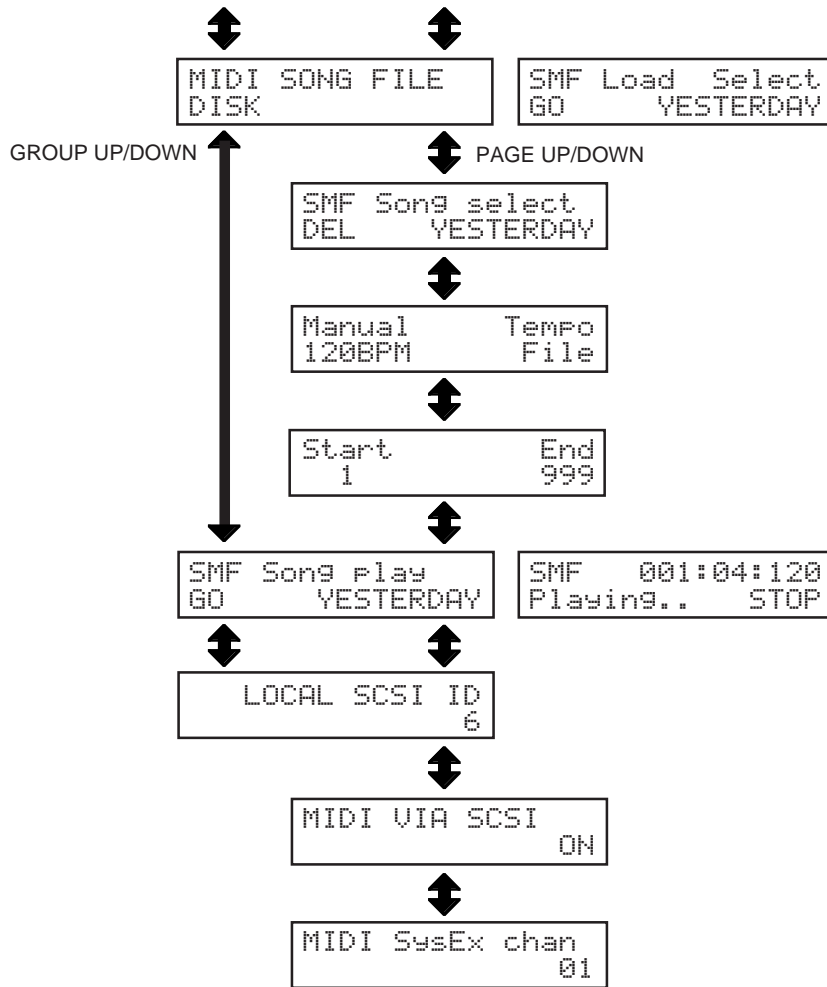 MIDI SONG FILE
DISK
SMF Load Select
GO YESTERDAY
GROUP UP/DOWN
PAGE UP/DOWN
SMF Song select
DEL YESTERDAY
Manual Tempo
120BPM File
Start End
1 999
SMF Song play
GO YESTERDAY
SMF 001:04:120
Playing.. STOP
LOCAL SCSI ID
6
MIDI VIA SCSI
ON
MIDI SysEx chan
01